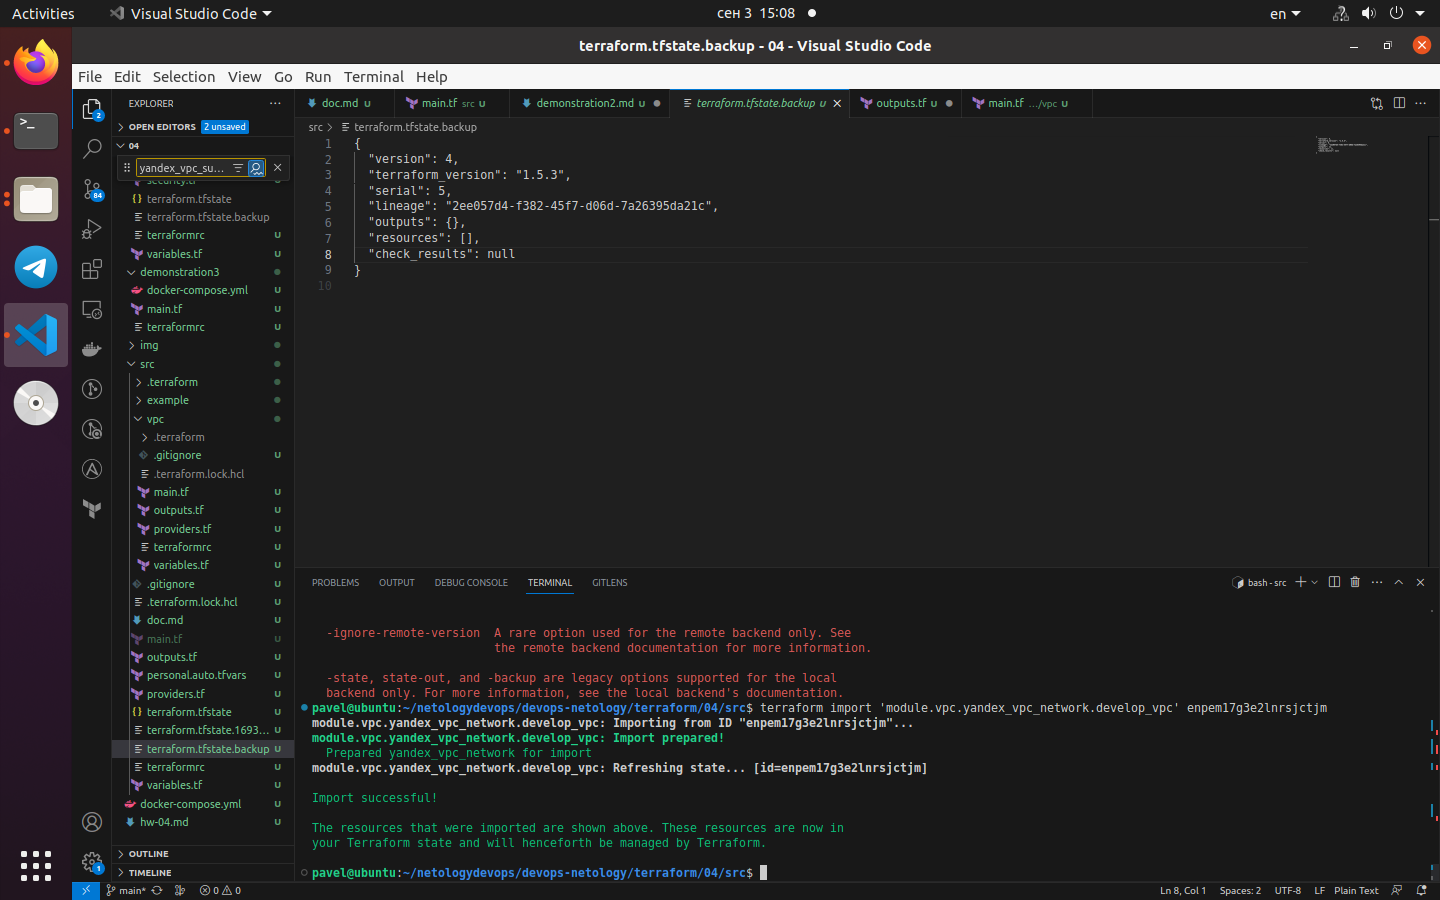 Activities
Visual Studio Code
сен 3 15:08
en
terraform.tfstate.backup - 04 - Visual Studio Code
File Edit Selection View Go Run Terminal Help
EXPLORER
OPEN EDITORS 2 unsaved
04
yandex_vpc_su...
security.tf
terraform.tfstate
terraform.tfstate.backup
terraformrc U
variables.tf U
demonstration3
docker-compose.yml U
main.tf U
terraformrc U
img
src
.terraform
example
vpc
.terraform
.gitignore U
.terraform.lock.hcl
main.tf U
outputs.tf U
providers.tf U
terraformrc U
variables.tf U
.gitignore U
.terraform.lock.hcl U
doc.md U
main.tf U
outputs.tf U
personal.auto.tfvars U
providers.tf U
terraform.tfstate U
terraform.tfstate.1693... U
terraform.tfstate.backup U
terraformrc U
variables.tf U
docker-compose.yml U
hw-04.md U
OUTLINE
TIMELINE
2
84
1
doc.md U
main.tf src U
demonstration2.md U
terraform.tfstate.backup U
outputs.tf U
main.tf .../vpc U
src > terraform.tfstate.backup
1 {
2 "version": 4,
3 "terraform_version": "1.5.3",
4 "serial": 5,
5 "lineage": "2ee057d4-f382-45f7-d06d-7a26395da21c",
6 "outputs": {},
7 "resources": [],
8 "check_results": null
9 }
10
PROBLEMS OUTPUT DEBUG CONSOLE TERMINAL GITLENS
bash - src
-ignore-remote-version A rare option used for the remote backend only. See
the remote backend documentation for more information.
-state, state-out, and -backup are legacy options supported for the local
backend only. For more information, see the local backend's documentation.
pavel@ubuntu:~/netologydevops/devops-netology/terraform/04/src$ terraform import 'module.vpc.yandex_vpc_network.develop_vpc' enpem17g3e2lnrsjctjm
module.vpc.yandex_vpc_network.develop_vpc: Importing from ID "enpem17g3e2lnrsjctjm"...
module.vpc.yandex_vpc_network.develop_vpc: Import prepared!
Prepared yandex_vpc_network for import
module.vpc.yandex_vpc_network.develop_vpc: Refreshing state... [id=enpem17g3e2lnrsjctjm]
Import successful!
The resources that were imported are shown above. These resources are now in
your Terraform state and will henceforth be managed by Terraform.
pavel@ubuntu:~/netologydevops/devops-netology/terraform/04/src$
main* 0 0
Ln 8, Col 1 Spaces: 2 UTF-8 LF Plain Text